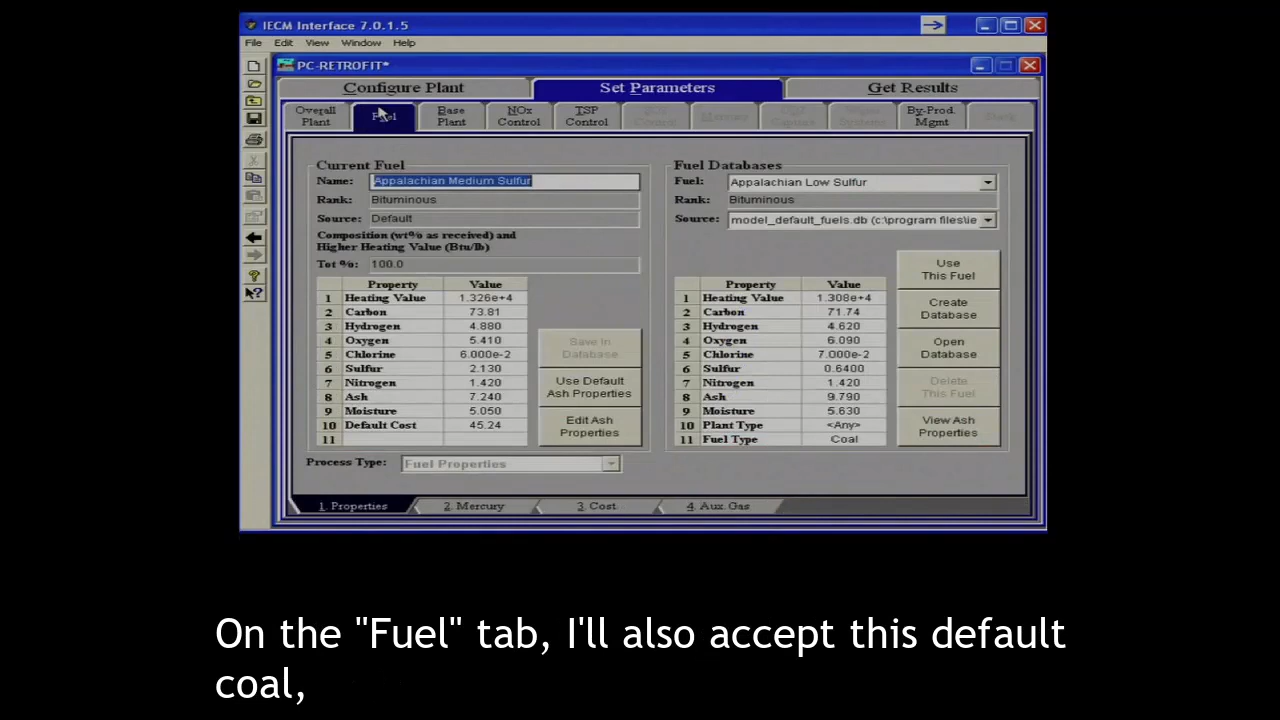 IECM Interface 7.0.1.5
File Edit View Window Help
PC-RETROFIT*
Configure Plant Set Parameters Get Results
Overall Plant
Fuel
Base Plant
NOx Control
TSP Control
Mercury
By-Prod. Mgmt
Stack
Current Fuel
Name: Appalachian Medium Sulfur
Rank: Bituminous
Source: Default
Composition (wt% as received) and
Higher Heating Value (Btu/lb)
Tot %: 100.0
Property Value
1 Heating Value 1.326e+4
2 Carbon 73.81
3 Hydrogen 4.880
4 Oxygen 5.410
5 Chlorine 6.000e-2
6 Sulfur 2.130
7 Nitrogen 1.420
8 Ash 7.240
9 Moisture 5.050
10 Default Cost 45.24
11
Save In
Database
Use Default
Ash Properties
Edit Ash
Properties
Process Type: Fuel Properties
Fuel Databases
Fuel: Appalachian Low Sulfur
Rank: Bituminous
Source: model_default_fuels.db (c:\program files\ie
Property Value
1 Heating Value 1.308e+4
2 Carbon 71.74
3 Hydrogen 4.620
4 Oxygen 6.090
5 Chlorine 7.000e-2
6 Sulfur 0.6400
7 Nitrogen 1.420
8 Ash 9.790
9 Moisture 5.630
10 Plant Type <Any>
11 Fuel Type Coal
Use
This Fuel
Create
Database
Open
Database
Delete
This Fuel
View Ash
Properties
1. Properties 2. Mercury 3. Cost 4. Aux. Gas
On the "Fuel" tab, I'll also accept this default
coal,